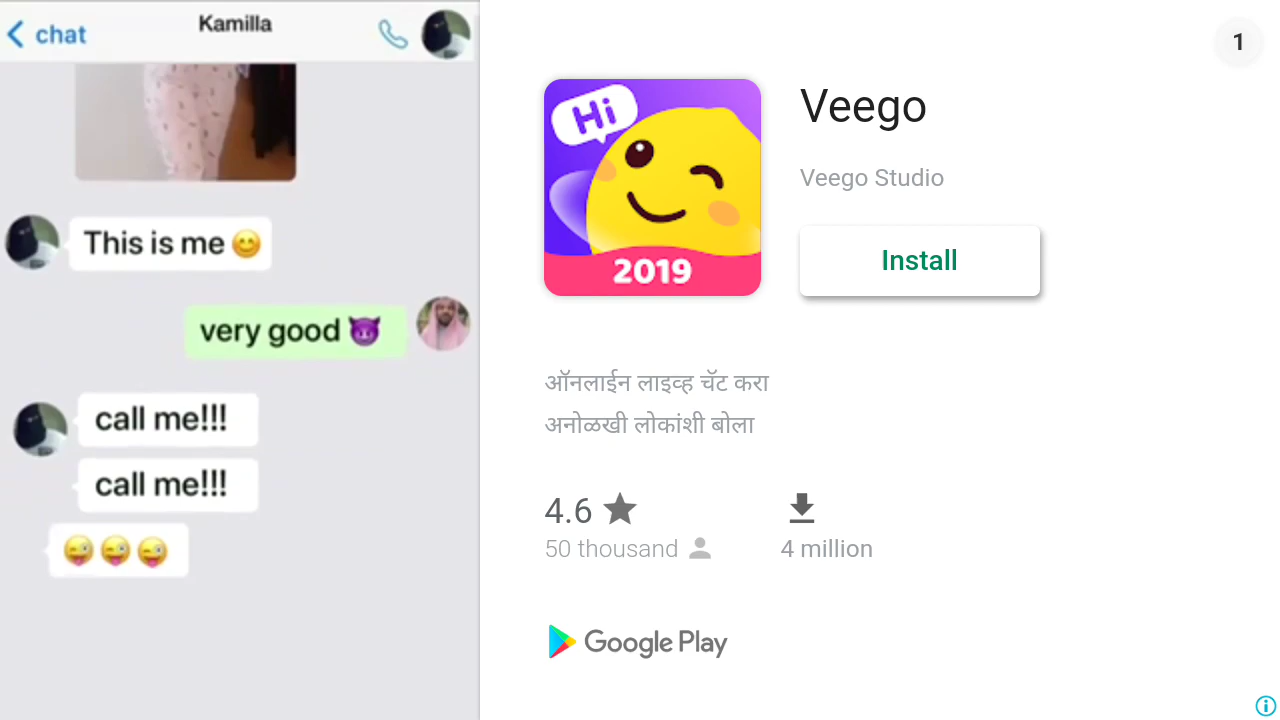 chat
Kamilla
This is me 😊
very good 😈
call me!!!
call me!!!
😜 😜 😜
1
Hi
2019
Veego
Veego Studio
Install
ऑनलाईन लाइव्ह चॅट करा
अनोळखी लोकांशी बोला
4.6
50 thousand
4 million
Google Play